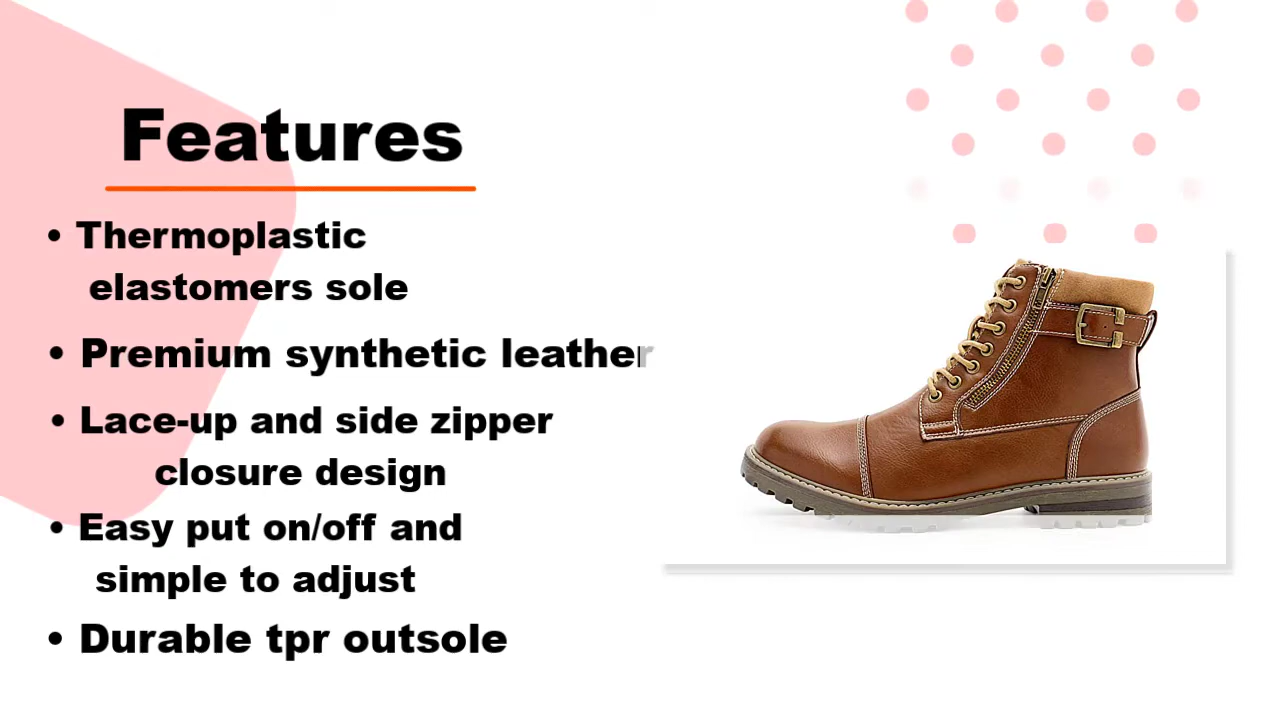 Features
• Thermoplastic
elastomers sole
• Premium synthetic leather
• Lace-up and side zipper
closure design
• Easy put on/off and
simple to adjust
• Durable tpr outsole